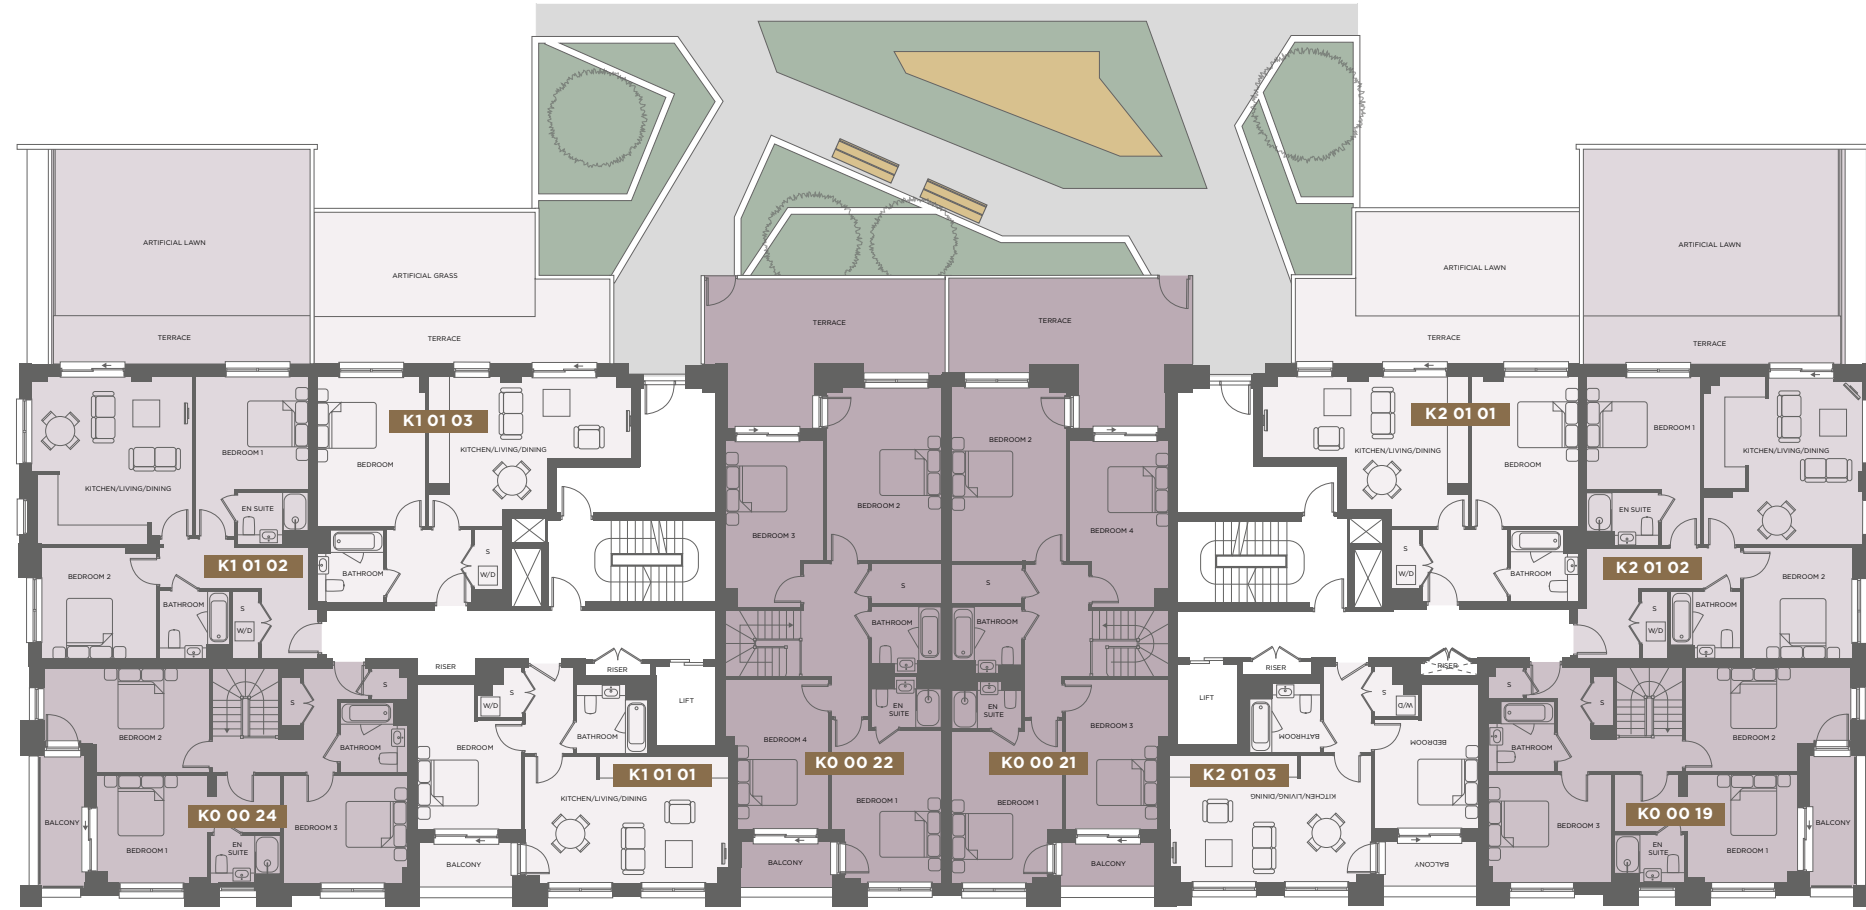 ARTIFICIAL LAWN
ARTIFICIAL GRASS
TERRACE
TERRACE
TERRACE
TERRACE
ARTIFICIAL LAWN
ARTIFICIAL LAWN
TERRACE
TERRACE
K1 01 03
KITCHEN/LIVING/DINING
BEDROOM 1
BEDROOM
KITCHEN/LIVING/DINING
EN SUITE
BEDROOM 2
K1 01 02
BATHROOM
S
W/D
BATHROOM
S
W/D
BEDROOM 2
BEDROOM 3
S
BATHROOM
BEDROOM 4
EN
SUITE
K0 00 22
BEDROOM 1
BALCONY
BEDROOM 2
BEDROOM 4
S
BATHROOM
EN
SUITE
BEDROOM 3
K0 00 21
BEDROOM 1
BALCONY
K2 01 01
KITCHEN/LIVING/DINING
BEDROOM
S
W/D
BATHROOM
BEDROOM 1
KITCHEN/LIVING/DINING
EN SUITE
K2 01 02
BEDROOM 2
S
W/D
BATHROOM
RISER
RISER
LIFT
RISER
RISER
LIFT
BEDROOM 2
S
S
BATHROOM
K0 00 24
BALCONY
BEDROOM 1
EN
SUITE
BEDROOM 3
S
W/D
BEDROOM
BATHROOM
K1 01 01
KITCHEN/LIVING/DINING
BALCONY
S
W/D
BATHROOM
BEDROOM
K2 01 03
KITCHEN/LIVING/DINING
BALCONY
S
S
BATHROOM
BEDROOM 2
K0 00 19
BEDROOM 3
EN
SUITE
BEDROOM 1
BALCONY